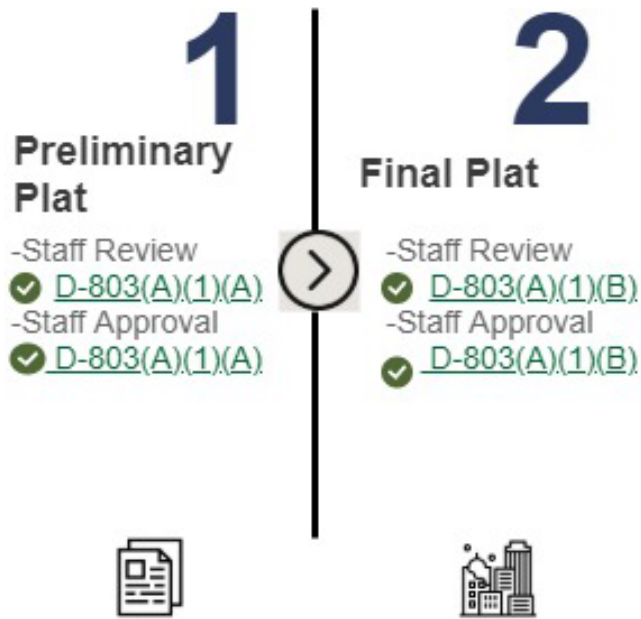 1
Preliminary
Plat
-Staff Review
D-803(A)(1)(A)
-Staff Approval
D-803(A)(1)(A)
2
Final Plat
-Staff Review
D-803(A)(1)(B)
-Staff Approval
D-803(A)(1)(B)